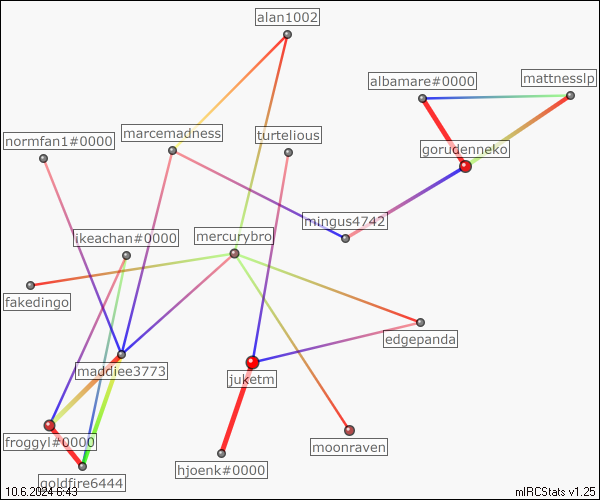 alan1002
albamare#0000
mattnesslp
normfan1#0000
marcemadness
turtelious
gorudenneko
mingus4742
ikeachan#0000
mercurybro
fakedingo
edgepanda
maddiee3773
juketm
froggyl#0000
moonraven
hjoenk#0000
goldfire6444
10.6.2024 6:43
mIRCStats v1.25